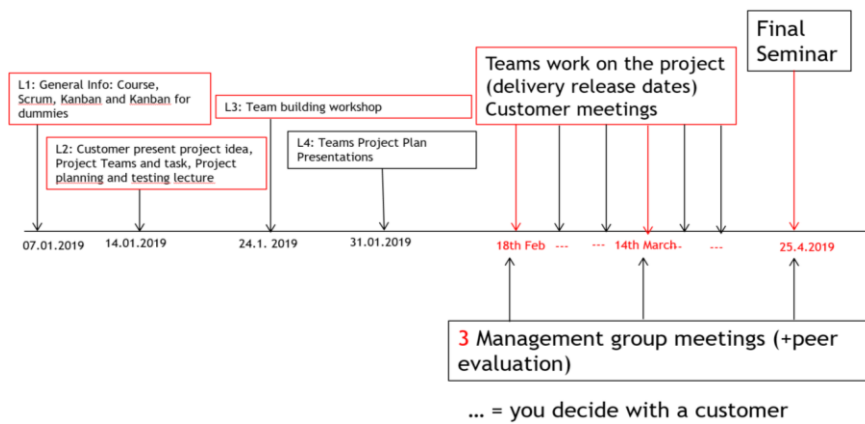 Final
Seminar
Teams work on the project
(delivery release dates)
Customer meetings
L1: General Info: Course,
Scrum, Kanban and Kanban for
dummies
L3: Team building workshop
L2: Customer present project idea,
Project Teams and task, Project
planning and testing lecture
L4: Teams Project Plan
Presentations
07.01.2019
14.01.2019
24.1. 2019
31.01.2019
18th Feb
---
---
14th March
--
---
25.4.2019
3 Management group meetings (+peer
evaluation)
... = you decide with a customer